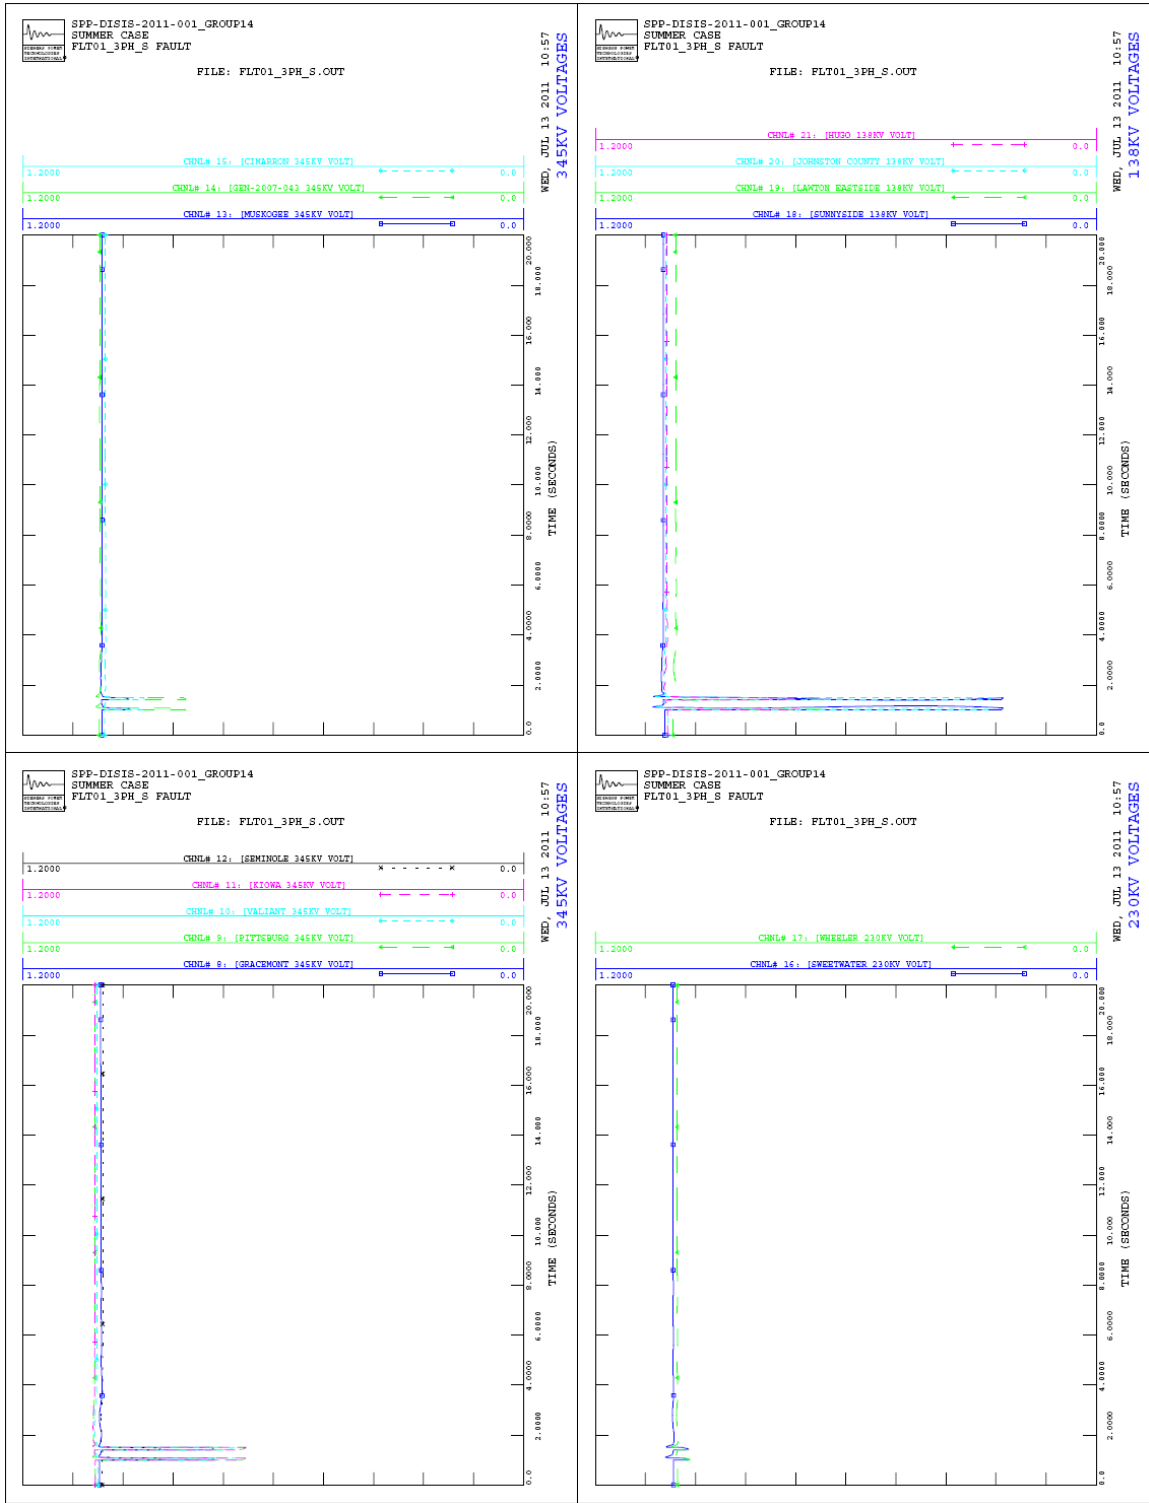 SPP-DISIS-2011-001_GROUP14
SUMMER CASE
FLT01_3PH_S FAULT
FILE: FLT01_3PH_S.OUT
CHNL# 15: [CIMARRON 345KV VOLT]
1.2000 0.0
CHNL# 14: [GEN-2007-043 345KV VOLT]
1.2000 0.0
CHNL# 13: [MUSKOGEE 345KV VOLT]
1.2000 0.0
WED, JUL 13 2011 10:57
345KV VOLTAGES
20.000
18.000
16.000
14.000
12.000
10.000
8.0000
6.0000
4.0000
2.0000
0.0
TIME (SECONDS)
SPP-DISIS-2011-001_GROUP14
SUMMER CASE
FLT01_3PH_S FAULT
FILE: FLT01_3PH_S.OUT
CHNL# 21: [HUGO 138KV VOLT]
1.2000 0.0
CHNL# 20: [JOHNSTON COUNTY 138KV VOLT]
1.2000 0.0
CHNL# 19: [LAWTON EASTSIDE 138KV VOLT]
1.2000 0.0
CHNL# 18: [SUNNYSIDE 138KV VOLT]
1.2000 0.0
WED, JUL 13 2011 10:57
138KV VOLTAGES
20.000
18.000
16.000
14.000
12.000
10.000
8.0000
6.0000
4.0000
2.0000
0.0
TIME (SECONDS)
SPP-DISIS-2011-001_GROUP14
SUMMER CASE
FLT01_3PH_S FAULT
FILE: FLT01_3PH_S.OUT
CHNL# 12: [SEMINOLE 345KV VOLT]
1.2000 0.0
CHNL# 11: [KIOWA 345KV VOLT]
1.2000 0.0
CHNL# 10: [VALIANT 345KV VOLT]
1.2000 0.0
CHNL# 9: [PITTSBURG 345KV VOLT]
1.2000 0.0
CHNL# 8: [GRACEMONT 345KV VOLT]
1.2000 0.0
WED, JUL 13 2011 10:57
345KV VOLTAGES
20.000
18.000
16.000
14.000
12.000
10.000
8.0000
6.0000
4.0000
2.0000
0.0
TIME (SECONDS)
SPP-DISIS-2011-001_GROUP14
SUMMER CASE
FLT01_3PH_S FAULT
FILE: FLT01_3PH_S.OUT
CHNL# 17: [WHEELER 230KV VOLT]
1.2000 0.0
CHNL# 16: [SWEETWATER 230KV VOLT]
1.2000 0.0
WED, JUL 13 2011 10:57
230KV VOLTAGES
20.000
18.000
16.000
14.000
12.000
10.000
8.0000
6.0000
4.0000
2.0000
0.0
TIME (SECONDS)